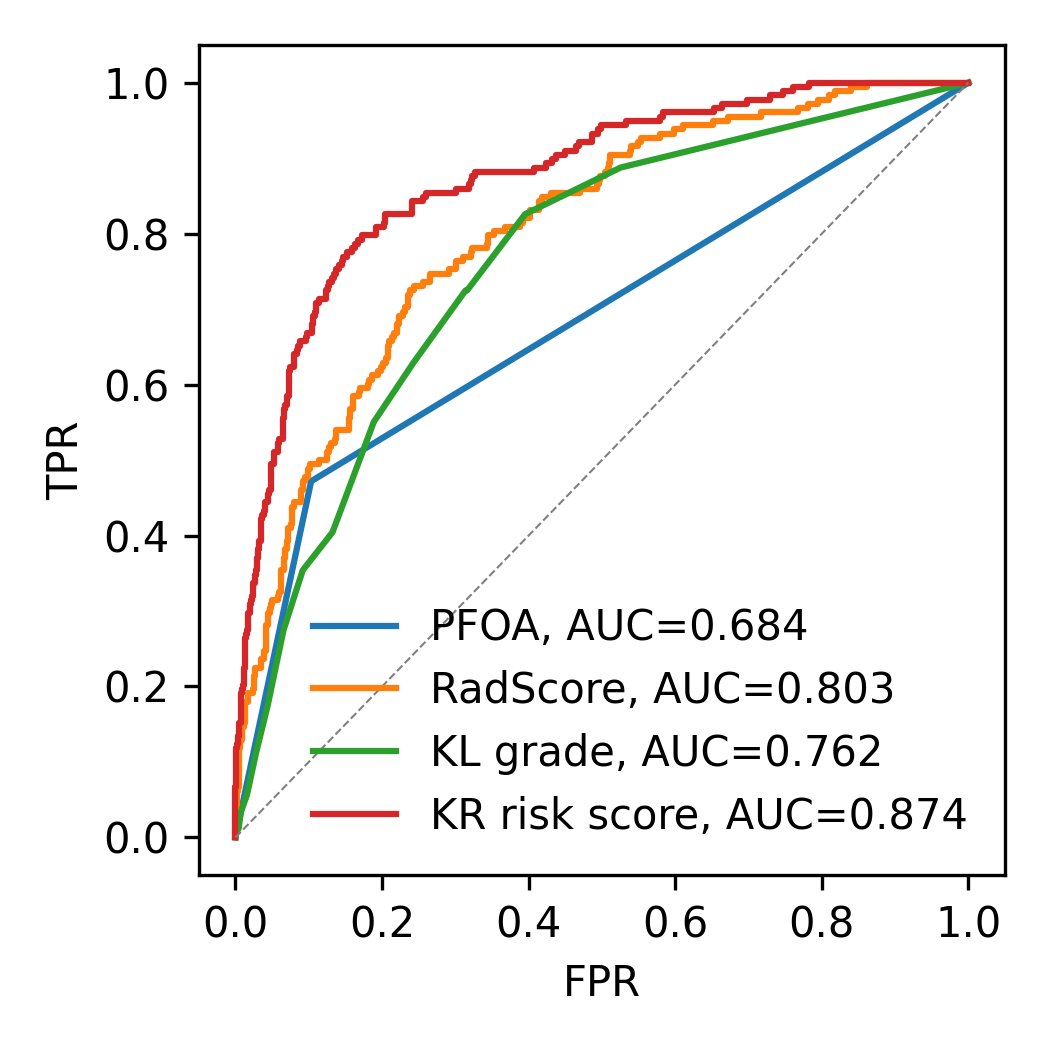 1.0
0.8
0.6
0.4
0.2
0.0
TPR
PFOA, AUC=0.684
RadScore, AUC=0.803
KL grade, AUC=0.762
KR risk score, AUC=0.874
0.0 0.2 0.4 0.6 0.8 1.0
FPR